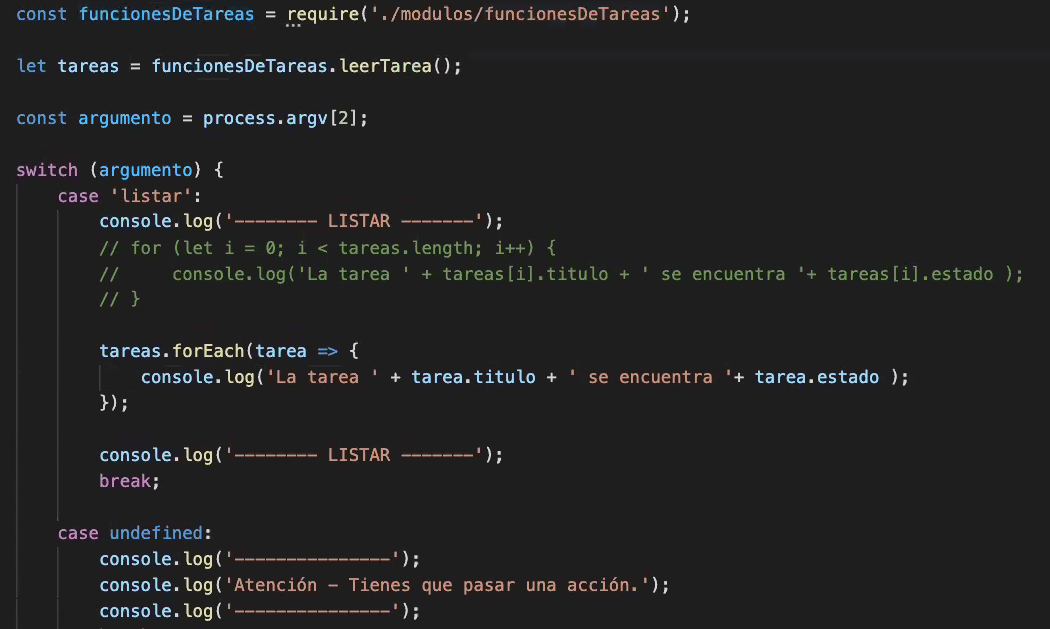 const funcionesDeTareas = require('./modulos/funcionesDeTareas');
let tareas = funcionesDeTareas.leerTarea();
const argumento = process.argv[2];
switch (argumento) {
    case 'listar':
        console.log('-------- LISTAR -------');
        // for (let i = 0; i < tareas.length; i++) {
        //     console.log('La tarea ' + tareas[i].titulo + ' se encuentra '+ tareas[i].estado );
        // }
        tareas.forEach(tarea => {
            console.log('La tarea ' + tarea.titulo + ' se encuentra '+ tarea.estado );
        });
        console.log('-------- LISTAR -------');
        break;
    case undefined:
        console.log('---------------');
        console.log('Atención - Tienes que pasar una acción.');
        console.log('---------------');